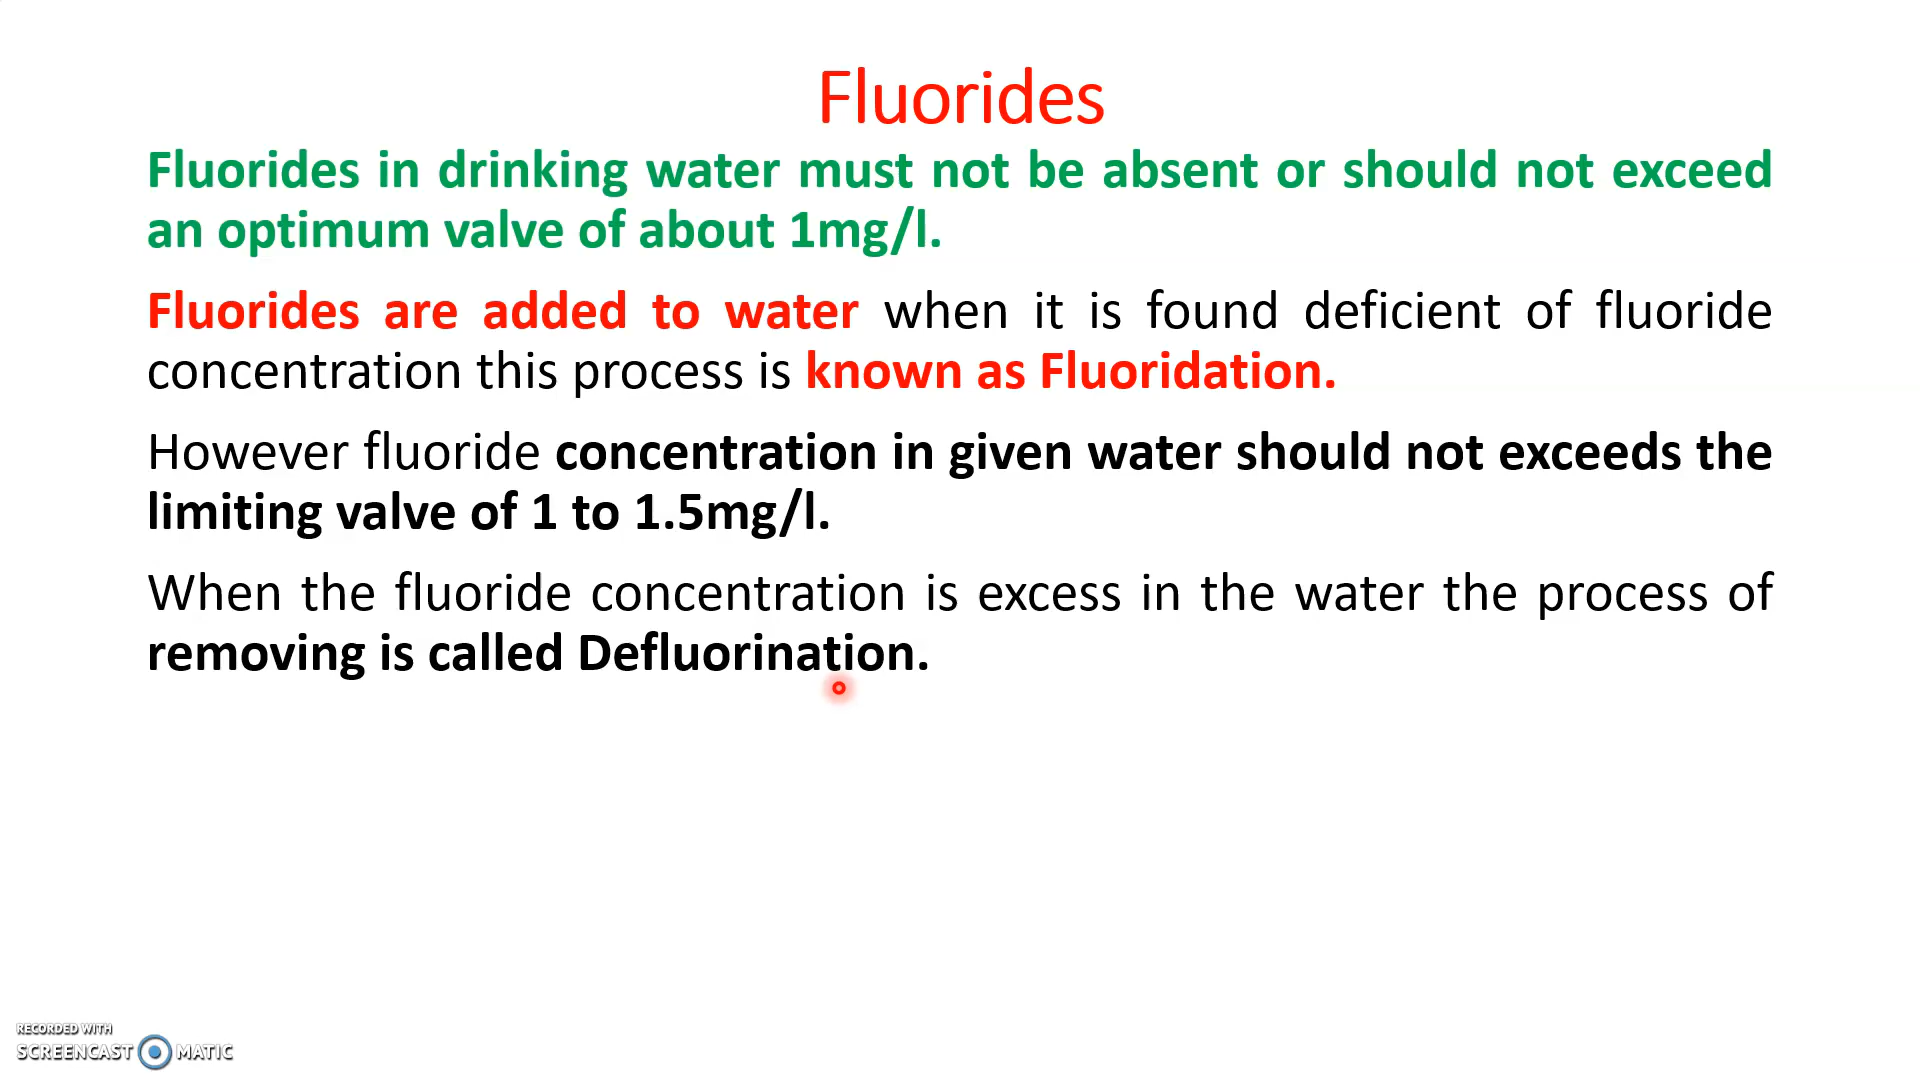 Fluorides
Fluorides in drinking water must not be absent or should not exceed
an optimum valve of about 1mg/l.
Fluorides are added to water when it is found deficient of fluoride
concentration this process is known as Fluoridation.
However fluoride concentration in given water should not exceeds the
limiting valve of 1 to 1.5mg/l.
When the fluoride concentration is excess in the water the process of
removing is called Defluorination.
RECORDED WITH
SCREENCAST MATIC